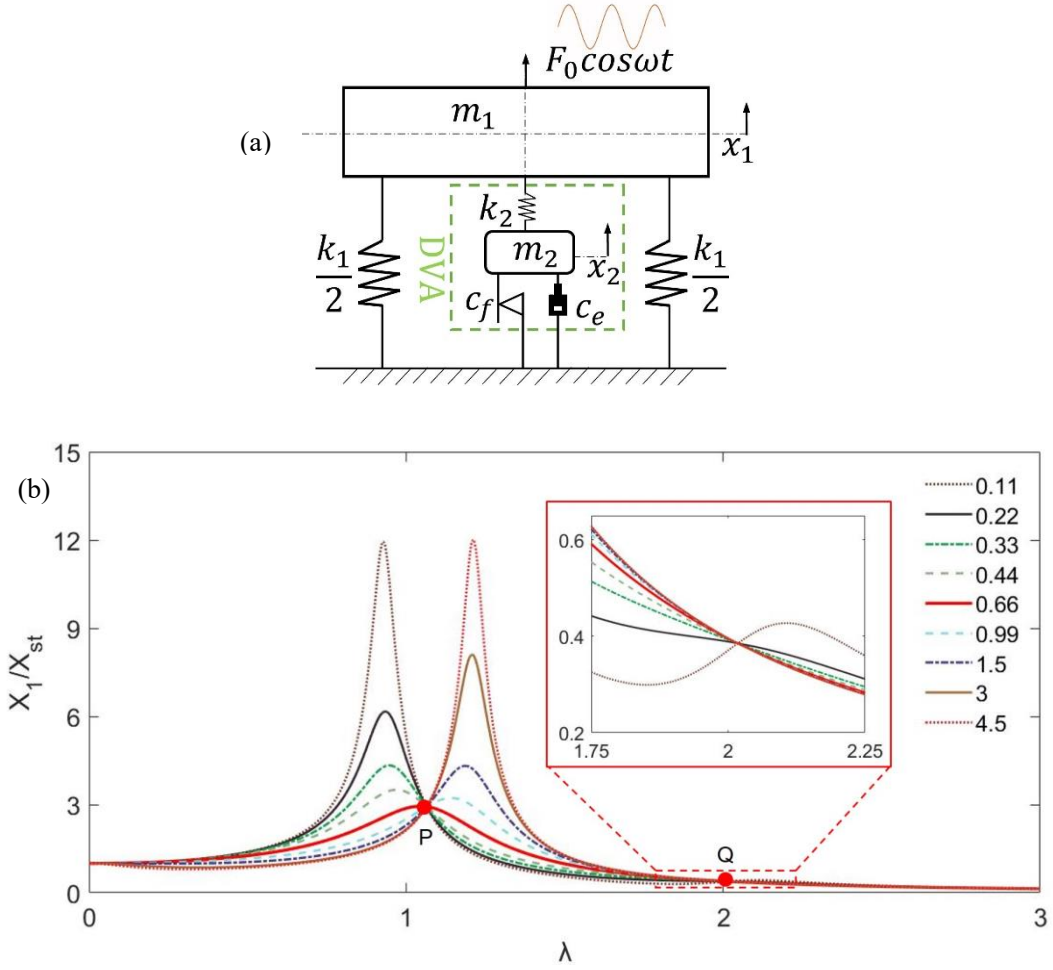 (a)
F₀cosωt
m₁
x₁
k₁/2
k₂
DVA
m₂
x₂
c_f
c_e
k₁/2
(b)
15
12
9
6
3
0
X₁/X_st
0
1
2
3
λ
P
Q
0.6
0.4
0.2
1.75
2
2.25
0.11
0.22
0.33
0.44
0.66
0.99
1.5
3
4.5